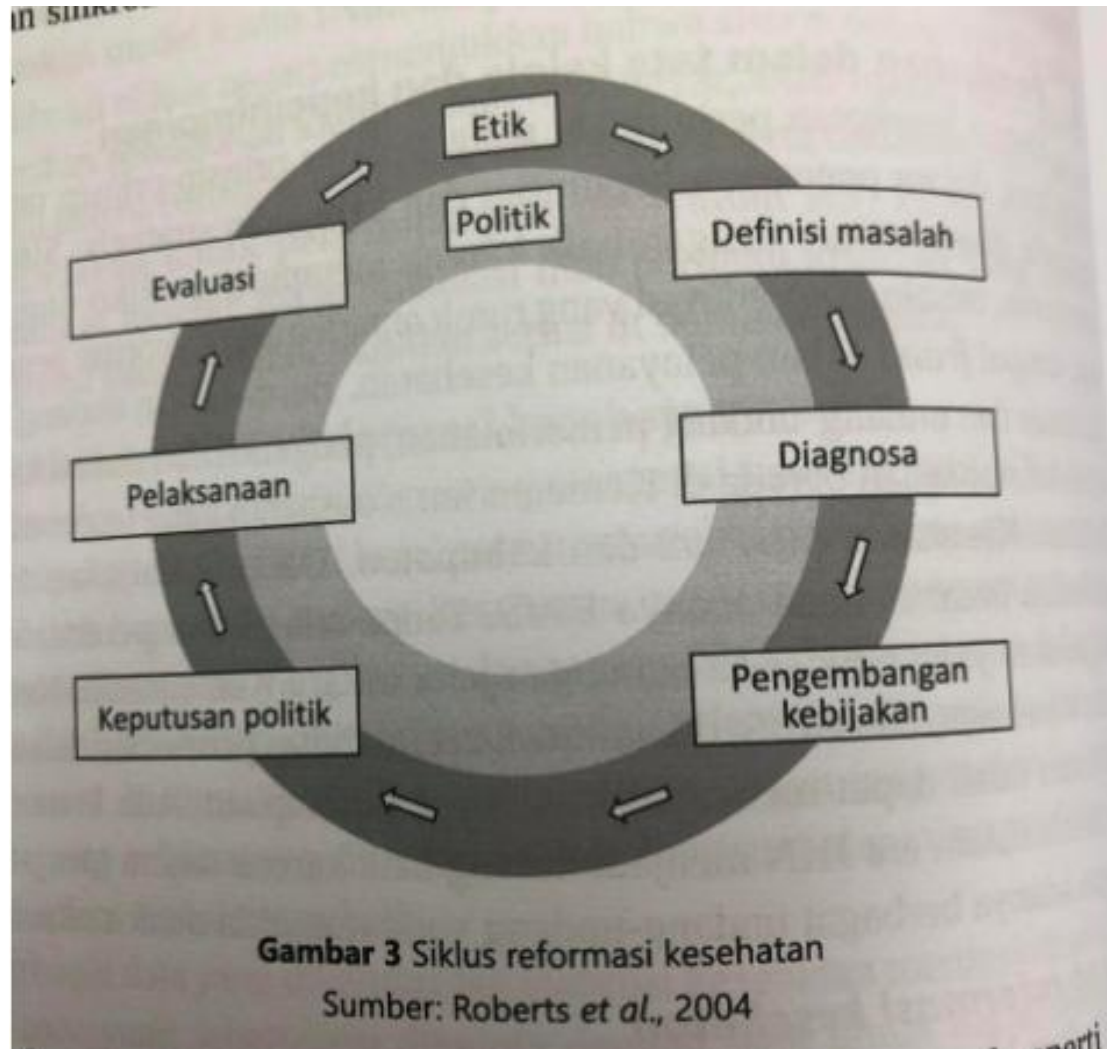 Etik
Politik
Definisi masalah
Evaluasi
Diagnosa
Pelaksanaan
Pengembangan
kebijakan
Keputusan politik
Gambar 3 Siklus reformasi kesehatan
Sumber: Roberts et al., 2004